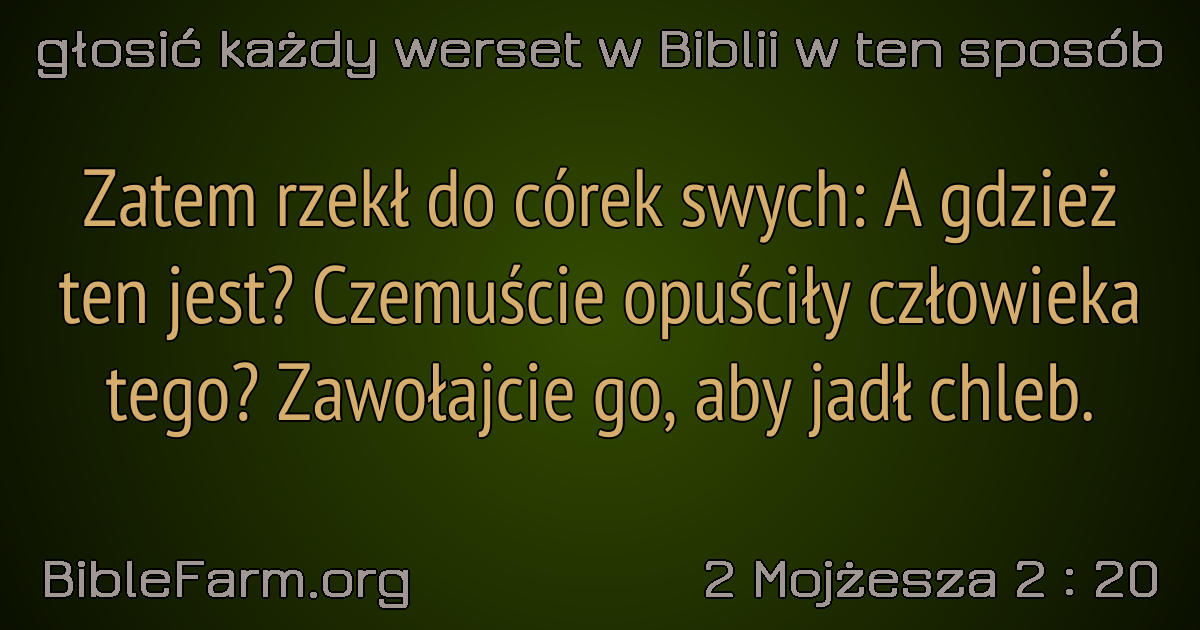 głosić każdy werset w Biblii w ten sposób
Zatem rzekł do córek swych: A gdzież
ten jest? Czemuście opuściły człowieka
tego? Zawołajcie go, aby jadł chleb.
BibleFarm.org
2 Mojżesza 2 : 20